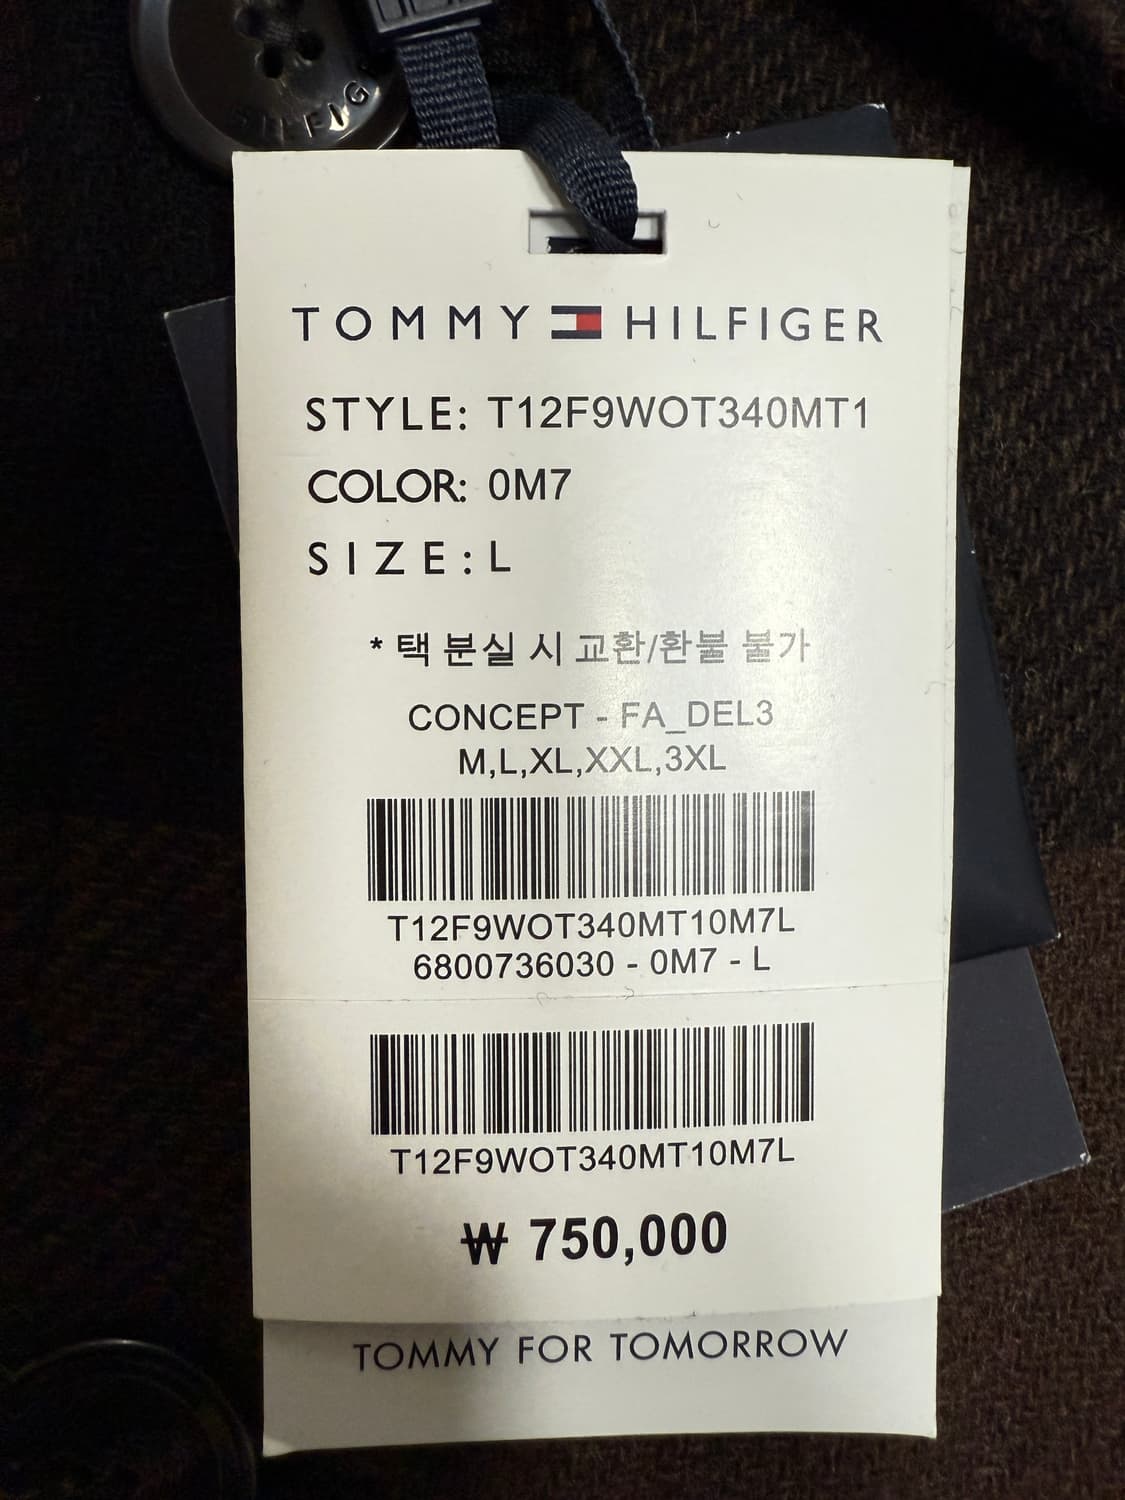 HILFIG
TOMMY HILFIGER
STYLE: T12F9WOT340MT1
COLOR: 0M7
SIZE: L
* 택 분실 시 교환/환불 불가
CONCEPT - FA_DEL3
M,L,XL,XXL,3XL
T12F9WOT340MT10M7L
6800736030 - 0M7 - L
T12F9WOT340MT10M7L
₩ 750,000
TOMMY FOR TOMORROW